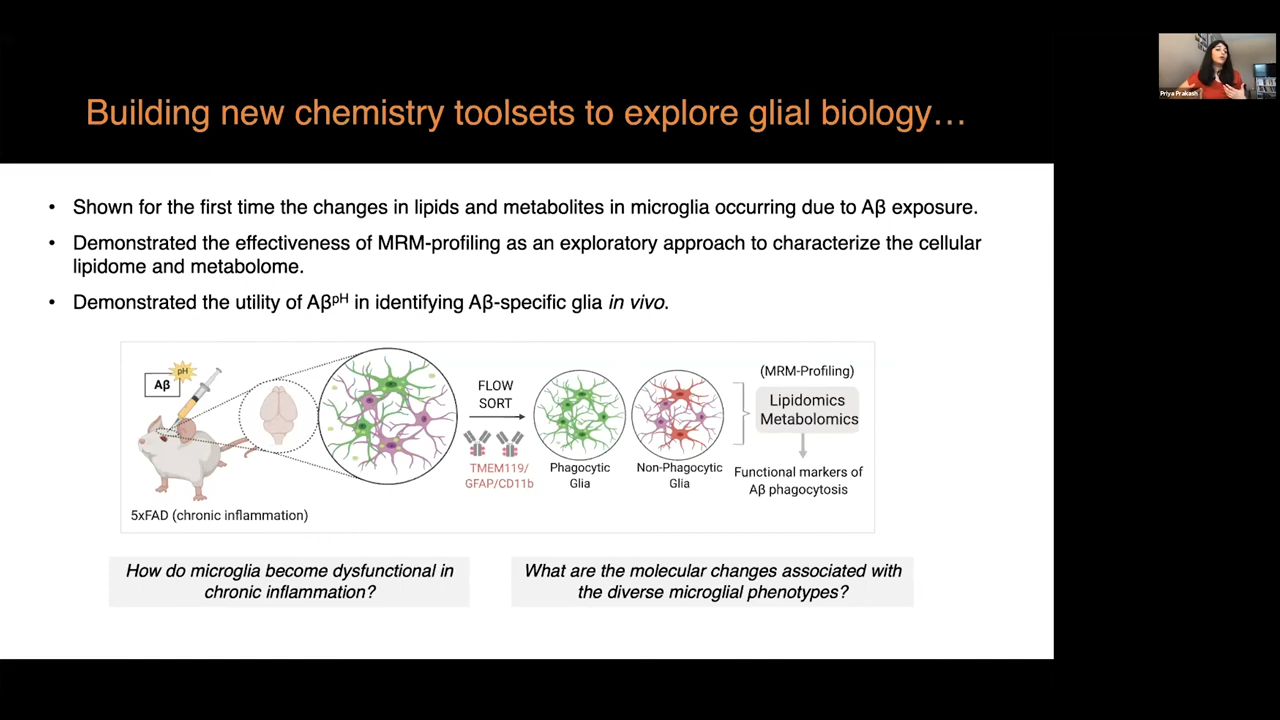 Building new chemistry toolsets to explore glial biology…
Priya Prakash
• Shown for the first time the changes in lipids and metabolites in microglia occurring due to Aβ exposure.
• Demonstrated the effectiveness of MRM-profiling as an exploratory approach to characterize the cellular
lipidome and metabolome.
• Demonstrated the utility of Aβᵖᴴ in identifying Aβ-specific glia in vivo.
Aβ
pH
5xFAD (chronic inflammation)
FLOW
SORT
TMEM119/
GFAP/CD11b
Phagocytic
Glia
Non-Phagocytic
Glia
(MRM-Profiling)
Lipidomics
Metabolomics
Functional markers of
Aβ phagocytosis
How do microglia become dysfunctional in
chronic inflammation?
What are the molecular changes associated with
the diverse microglial phenotypes?